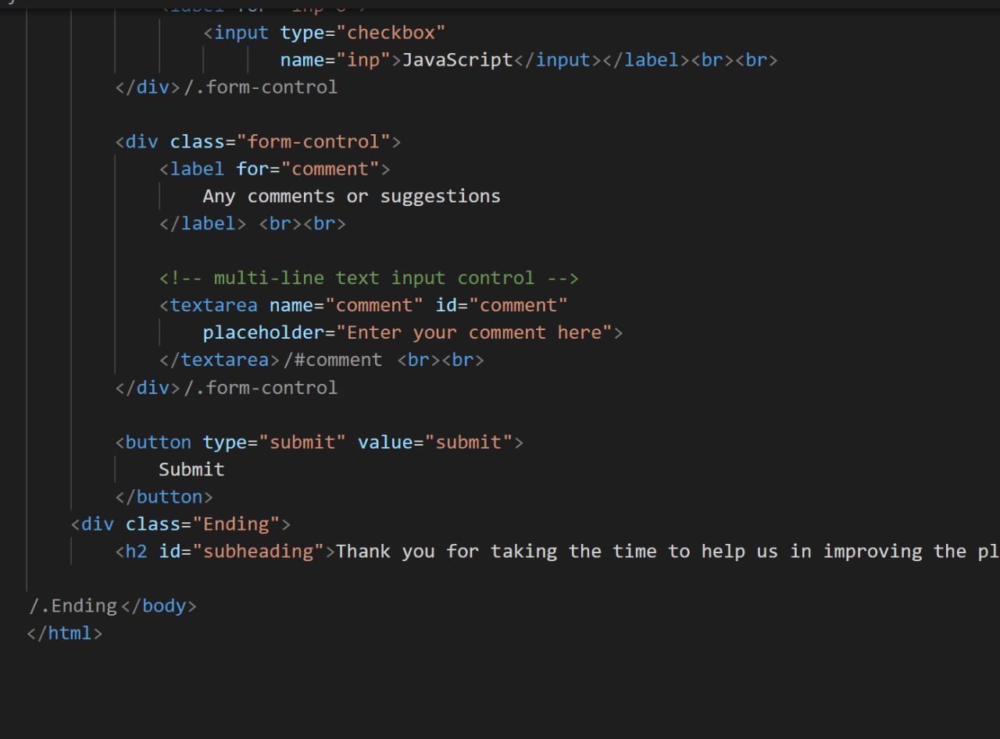 <label for="inp-8">
<input type="checkbox"
name="inp">JavaScript</input></label><br><br>
</div>/.form-control
<div class="form-control">
<label for="comment">
Any comments or suggestions
</label> <br><br>
<!-- multi-line text input control -->
<textarea name="comment" id="comment"
placeholder="Enter your comment here">
</textarea>/#comment <br><br>
</div>/.form-control
<button type="submit" value="submit">
Submit
</button>
<div class="Ending">
<h2 id="subheading">Thank you for taking the time to help us in improving the pl
/.Ending</body>
</html>